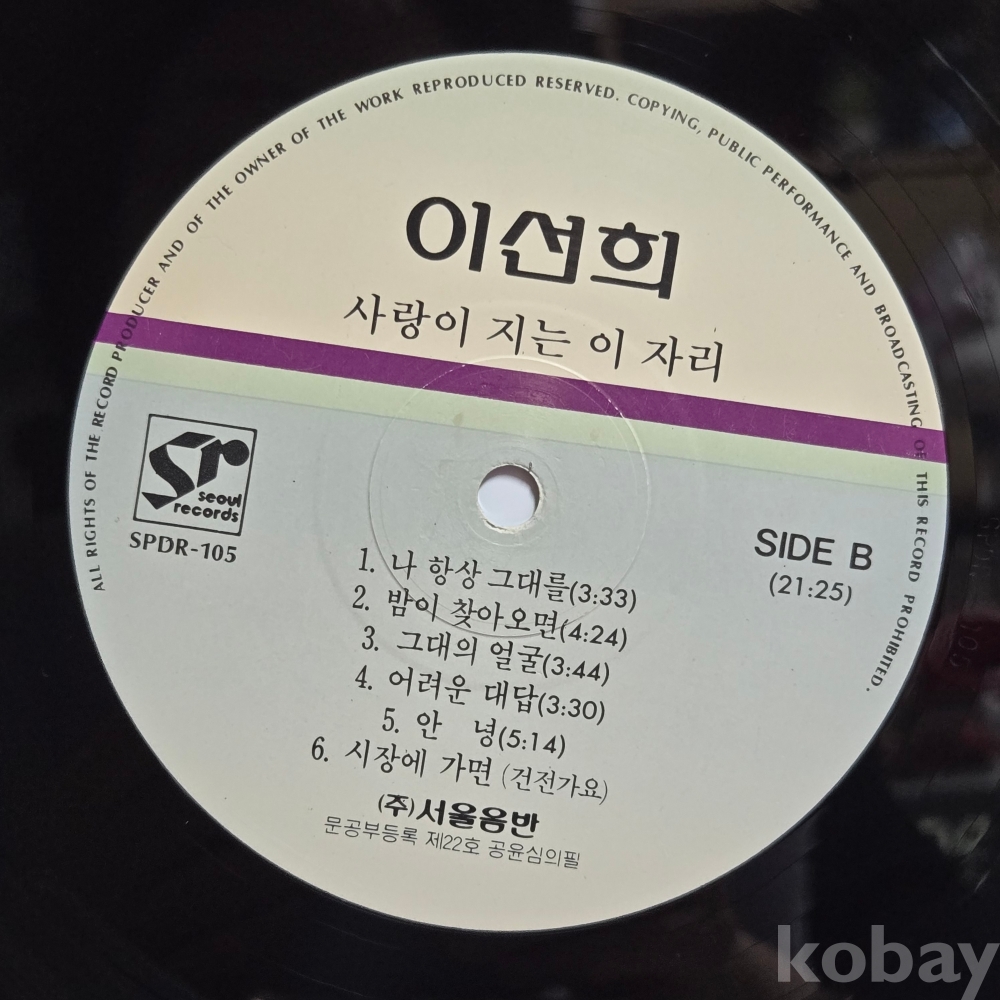 ALL RIGHTS OF THE RECORD PRODUCER AND OF THE OWNER OF THE WORK REPRODUCED RESERVED. COPYING, PUBLIC PERFORMANCE AND BROADCASTING OF THIS RECORD PROHIBITED.
이선희
사랑이 지는 이 자리
sr
seoul
records
SPDR-105
SIDE B
(21:25)
1. 나 항상 그대를(3:33)
2. 밤이 찾아오면(4:24)
3. 그대의 얼굴(3:44)
4. 어려운 대답(3:30)
5. 안 녕(5:14)
6. 시장에 가면 (건전가요)
(주)서울음반
문공부등록 제22호 공윤심의필
kobay